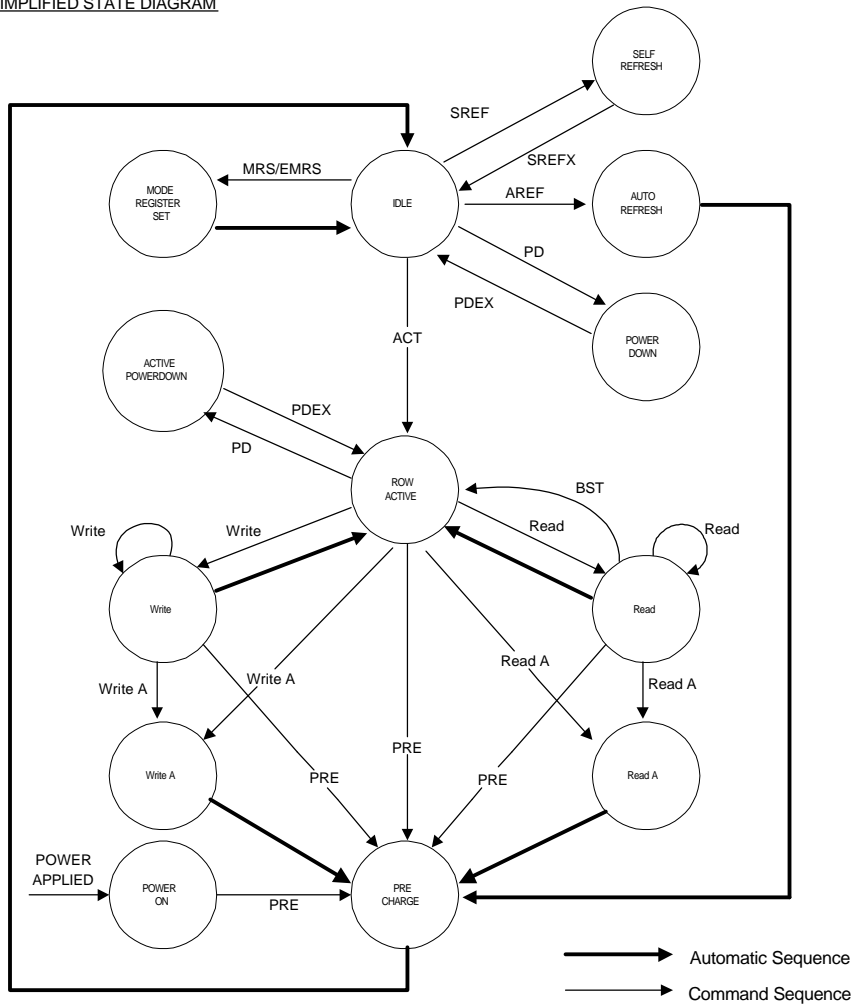 IMPLIFIED STATE DIAGRAM
SELF
REFRESH
SREF
SREFX
MRS/EMRS
MODE
REGISTER
SET
IDLE
AREF
AUTO
REFRESH
PD
PDEX
POWER
DOWN
ACT
ACTIVE
POWERDOWN
PDEX
PD
ROW
ACTIVE
BST
Write
Write
Read
Read
Write
Read
Write A
Write A
Read A
Read A
Write A
PRE
PRE
PRE
Read A
POWER
APPLIED
POWER
ON
PRE
PRE
CHARGE
Automatic Sequence
Command Sequence